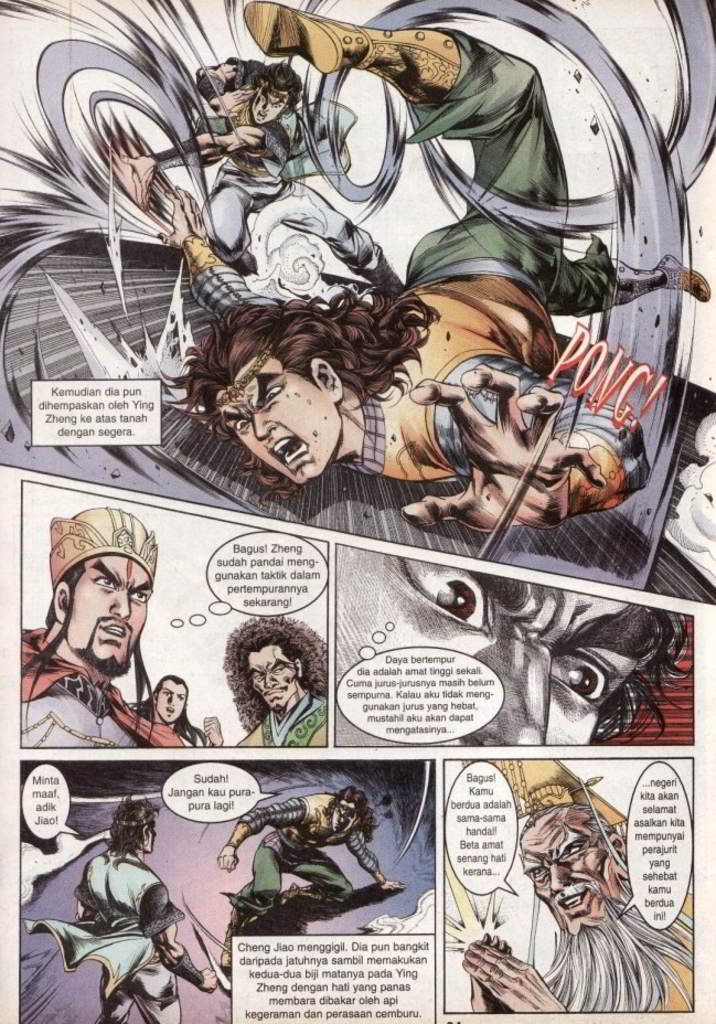 PONG!
Kemudian dia pun
dihempaskan oleh Ying
Zheng ke atas tanah
dengan segera.
Bagus! Zheng
sudah pandai meng-
gunakan taktik dalam
pertempurannya
sekarang!
Daya bertempur
dia adalah amat tinggi sekali.
Cuma jurus-jurusnya masih belum
sempurna. Kalau aku tidak meng-
gunakan jurus yang hebat,
mustahil aku akan dapat
mengatasinya...
Minta
maaf,
adik
Jiao!
Sudah!
Jangan kau pura-
pura lagi!
Cheng Jiao menggigil. Dia pun bangkit
daripada jatuhnya sambil memakukan
kedua-dua biji matanya pada Ying
Zheng dengan hati yang panas
membara dibakar oleh api
kegeraman dan perasaan cemburu.
Bagus!
Kamu
berdua adalah
sama-sama
handal!
Beta amat
senang hati
kerana...
...negeri
kita akan
selamat
asalkan kita
mempunyai
perajurit
yang
sehebat
kamu
berdua
ini!